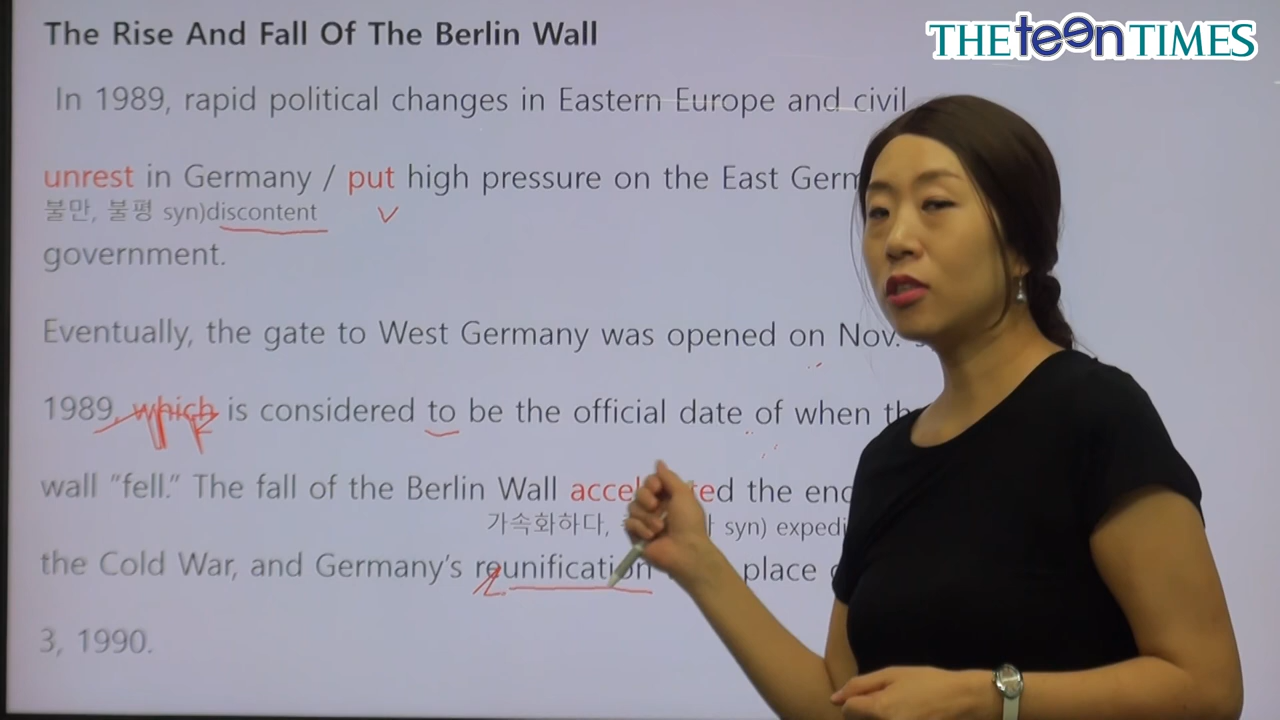 The Rise And Fall Of The Berlin Wall
THE teen TIMES
In 1989, rapid political changes in Eastern Europe and civil
unrest in Germany / put high pressure on the East Germ
불만, 불평 syn)discontent
government.
Eventually, the gate to West Germany was opened on Nov.
1989, which is considered to be the official date of when th
wall "fell." The fall of the Berlin Wall accel ted the end
가속화하다, syn) expedi
the Cold War, and Germany's reunification place
3, 1990.